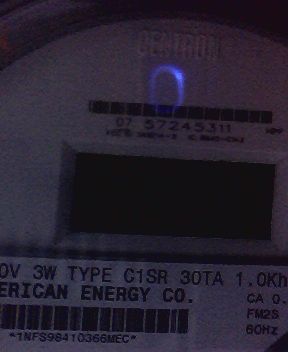 CENTRON
07 57245311
0V 3W TYPE C1SR 30TA 1.0Kh
ERICAN ENERGY CO.
CA 0.
FM2S
60Hz
*1NFS98410366MEC*